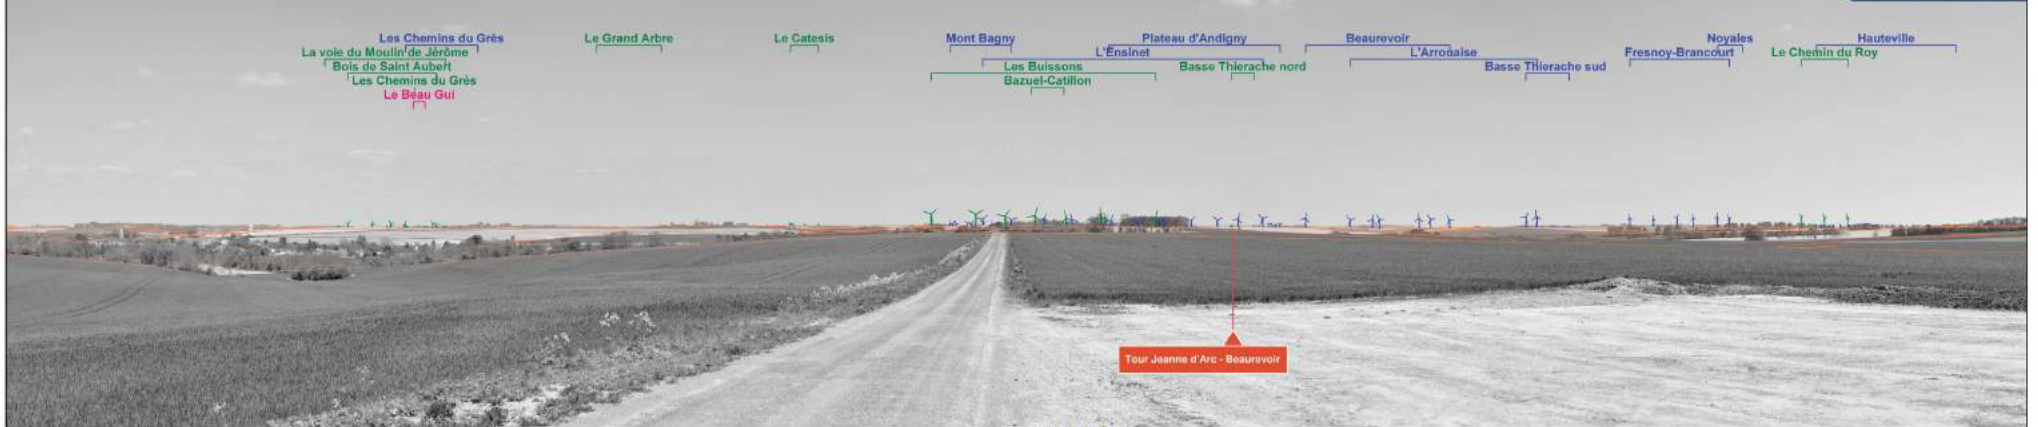 Les Chemins du Grès
Le Grand Arbre
Le Catesis
Mont Bagny
Plateau d'Andigny
Beaurevoir
Noyales
Hauteville
La voie du Moulin de Jérôme
L'Ensinet
L'Arrouaise
Fresnoy-Brancourt
Le Chemin du Roy
Bois de Saint Aubert
Les Buissons
Basse Thierache nord
Basse Thierache sud
Les Chemins du Grès
Bazuel-Catillon
Le Beau Gui
Tour Jeanne d'Arc - Beaurevoir